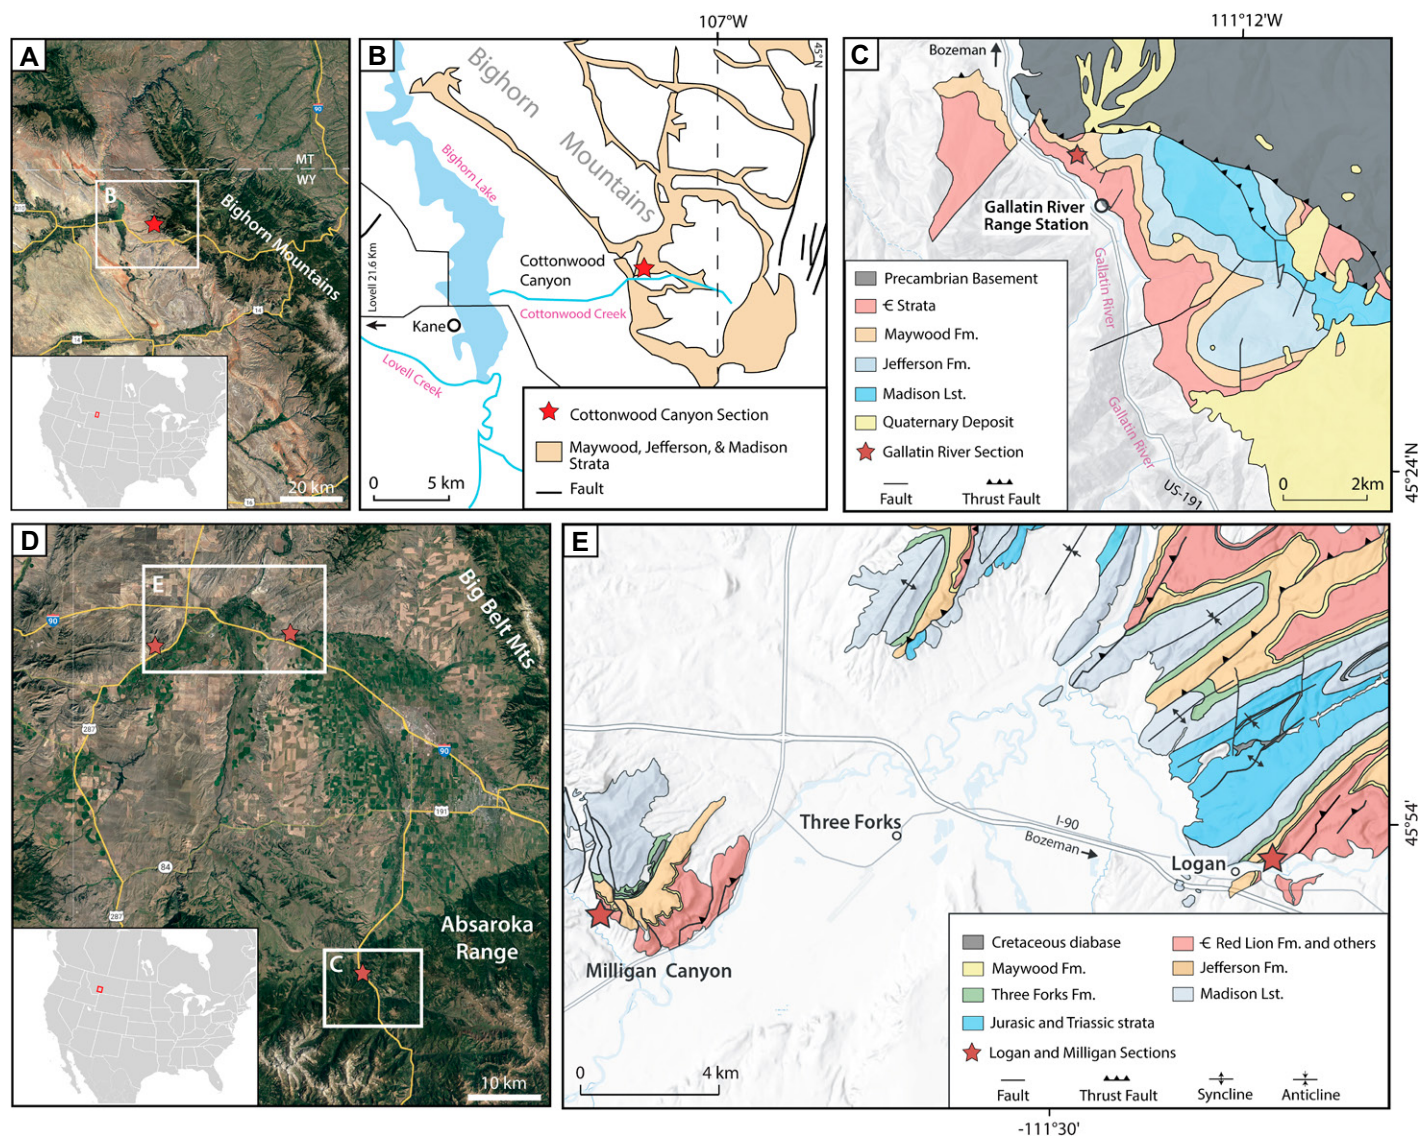 107°W
111°12'W
A
90
MT
WY
B
310
Bighorn Mountains
14
14
16
20 km
B
Bighorn
Mountains
45°N
Bighorn Lake
Lovell 21.6 Km
Cottonwood
Canyon
Cottonwood Creek
Kane
Lovell Creek
Cottonwood Canyon Section
Maywood, Jefferson, & Madison
Strata
Fault
0 5 km
C
Bozeman
Gallatin River
Range Station
Gallatin River
Gallatin River
US-191
Precambrian Basement
Є Strata
Maywood Fm.
Jefferson Fm.
Madison Lst.
Quaternary Deposit
Gallatin River Section
Fault
Thrust Fault
0 2km
45°24'N
D
E
90
Big Belt Mts
287
90
191
84
287
Absaroka
Range
C
10 km
E
Three Forks
I-90
Bozeman
Logan
Milligan Canyon
0 4 km
45°54'
Cretaceous diabase
Є Red Lion Fm. and others
Maywood Fm.
Jefferson Fm.
Three Forks Fm.
Madison Lst.
Jurasic and Triassic strata
Logan and Milligan Sections
Fault
Thrust Fault
Syncline
Anticline
-111°30'